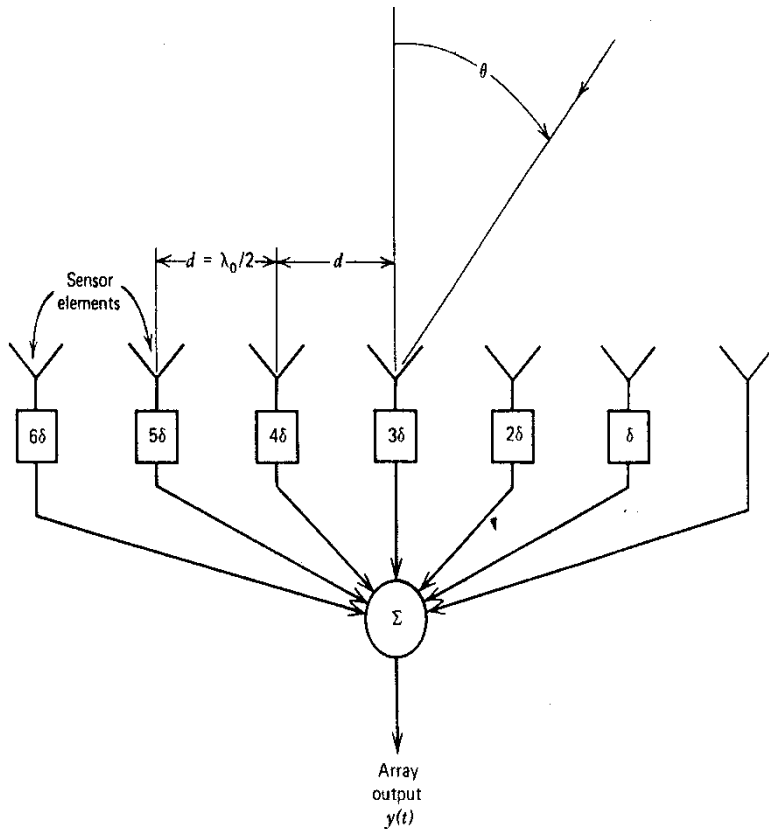 θ
d = λ₀/2
d
Sensor
elements
6δ
5δ
4δ
3δ
2δ
δ
Σ
Array
output
y(t)